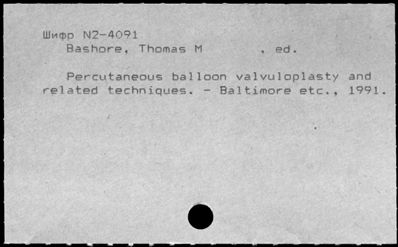 Шифр N2-4091
Bashore, Thomas M , ed.
Percutaneous balloon valvuloplasty and
related techniques. - Baltimore etc., 1991.